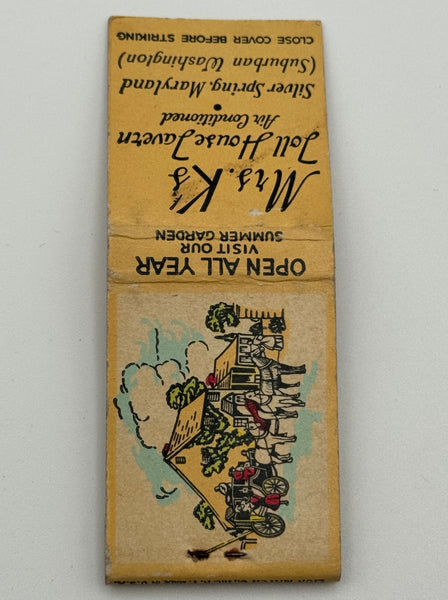 CLOSE COVER BEFORE STRIKING
(Suburban Washington)
Silver Spring, Maryland
Air Conditioned
Toll House Tavern
Mrs. K's
OPEN ALL YEAR
VISIT OUR
SUMMER GARDEN